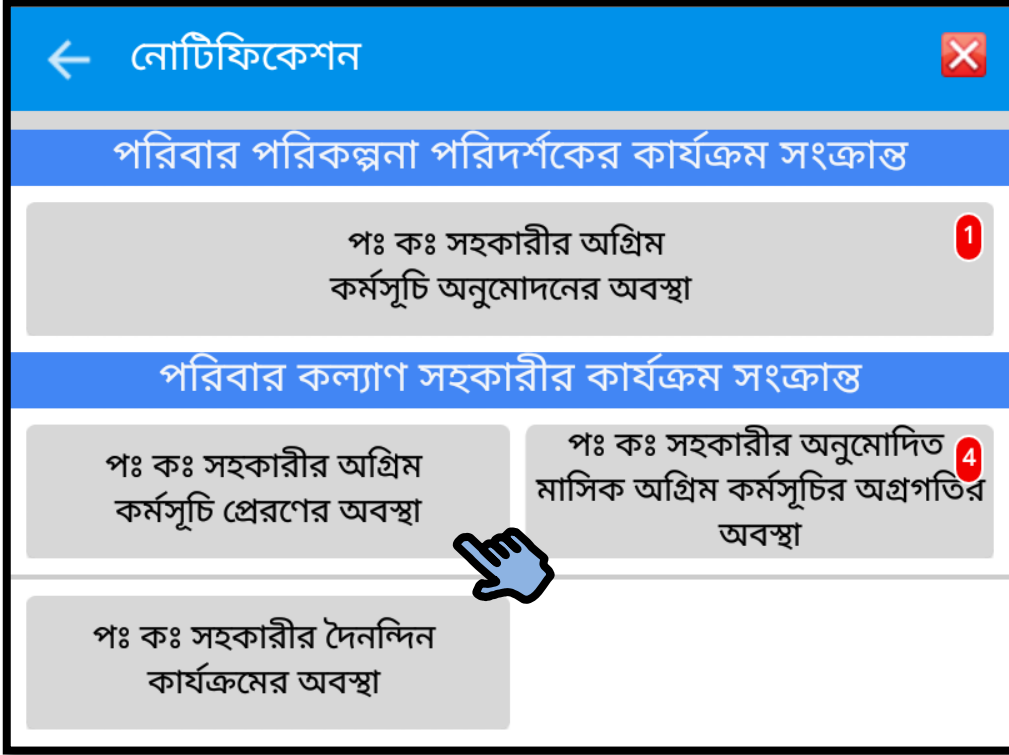 নোটিফিকেশন
পরিবার পরিকল্পনা পরিদর্শকের কার্যক্রম সংক্রান্ত
পঃ কঃ সহকারীর অগ্রিম
1
কর্মসূচি অনুমোদনের অবস্থা
পরিবার কল্যাণ সহকারীর কার্যক্রম সংক্রান্ত
পঃ কঃ সহকারীর অগ্রিম
কর্মসূচি প্রেরণের অবস্থা
পঃ কঃ সহকারীর অনুমোদিত
4
মাসিক অগ্রিম কর্মসূচির অগ্রগতির
অবস্থা
পঃ কঃ সহকারীর দৈনন্দিন
কার্যক্রমের অবস্থা